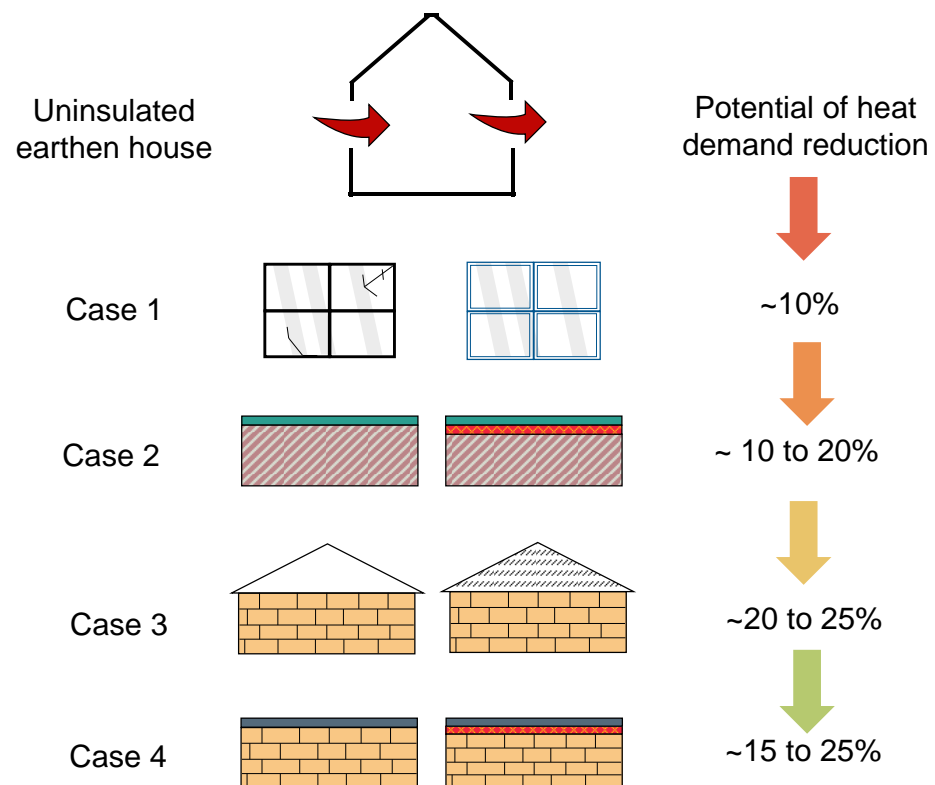 Uninsulated
earthen house
Potential of heat
demand reduction
Case 1
~10%
Case 2
~ 10 to 20%
Case 3
~20 to 25%
Case 4
~15 to 25%